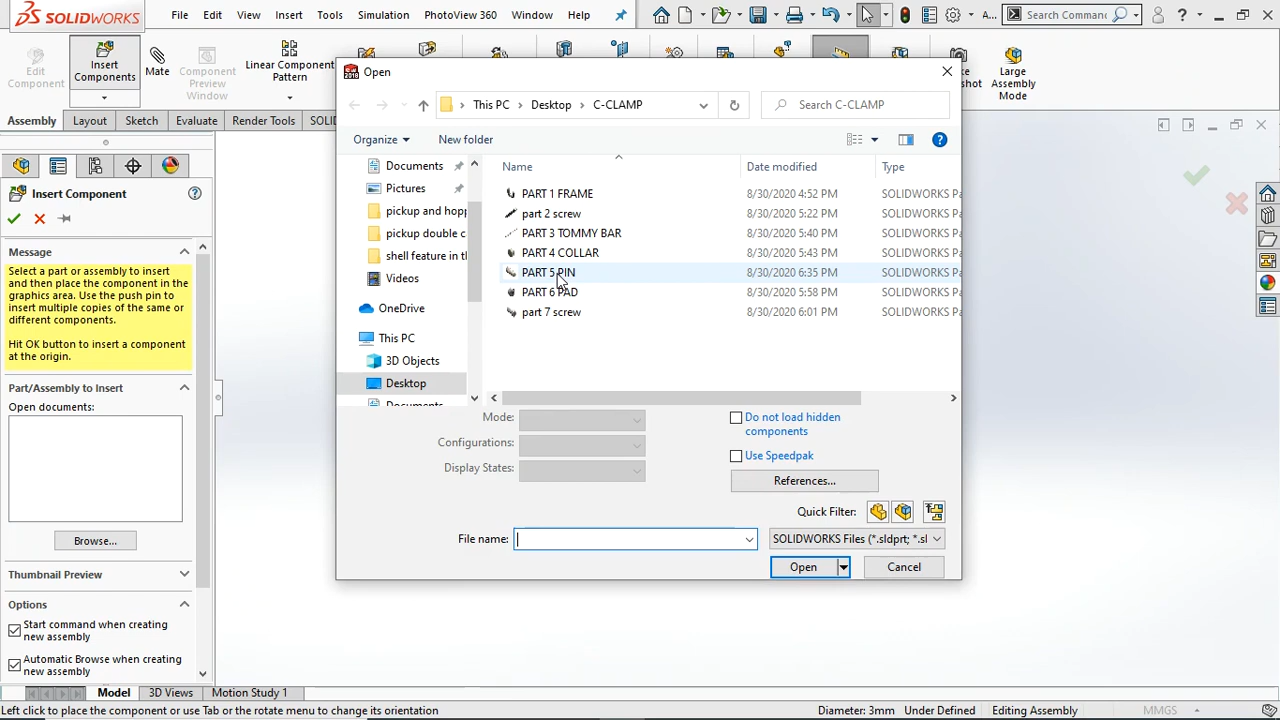 SOLIDWORKS
File
Edit
View
Insert
Tools
Simulation
PhotoView 360
Window
Help
A...
Search Comman
Edit
Component
Insert
Components
Mate
Component
Preview
Window
Linear Component
Pattern
Large
Assembly
Mode
Assembly
Layout
Sketch
Evaluate
Render Tools
SOLI
Insert Component
Message
Select a part or assembly to insert
and then place the component in
the graphics area. Use the push pin to
insert multiple copies of the same or
different components.
Hit OK button to insert a component
at the origin.
Part/Assembly to Insert
Open documents:
Browse...
Thumbnail Preview
Options
Start command when creating
new assembly
Automatic Browse when creating
new assembly
2018
Open
This PC
Desktop
C-CLAMP
Search C-CLAMP
Organize
New folder
Documents
Pictures
pickup and hopp
pickup double c
shell feature in th
Videos
OneDrive
This PC
3D Objects
Desktop
Documents
Name
Date modified
Type
PART 1 FRAME
8/30/2020 4:52 PM
SOLIDWORKS Pa
part 2 screw
8/30/2020 5:22 PM
SOLIDWORKS Pa
PART 3 TOMMY BAR
8/30/2020 5:40 PM
SOLIDWORKS Pa
PART 4 COLLAR
8/30/2020 5:43 PM
SOLIDWORKS Pa
PART 5 PIN
8/30/2020 6:35 PM
SOLIDWORKS Pa
PART 6 PAD
8/30/2020 5:58 PM
SOLIDWORKS Pa
part 7 screw
8/30/2020 6:01 PM
SOLIDWORKS Pa
Mode:
Configurations:
Display States:
Do not load hidden
components
Use Speedpak
References...
Quick Filter:
File name:
SOLIDWORKS Files (*.sldprt; *.sl
Open
Cancel
Model
3D Views
Motion Study 1
Left click to place the component or use Tab or the rotate menu to change its orientation
Diameter: 3mm
Under Defined
Editing Assembly
MMGS